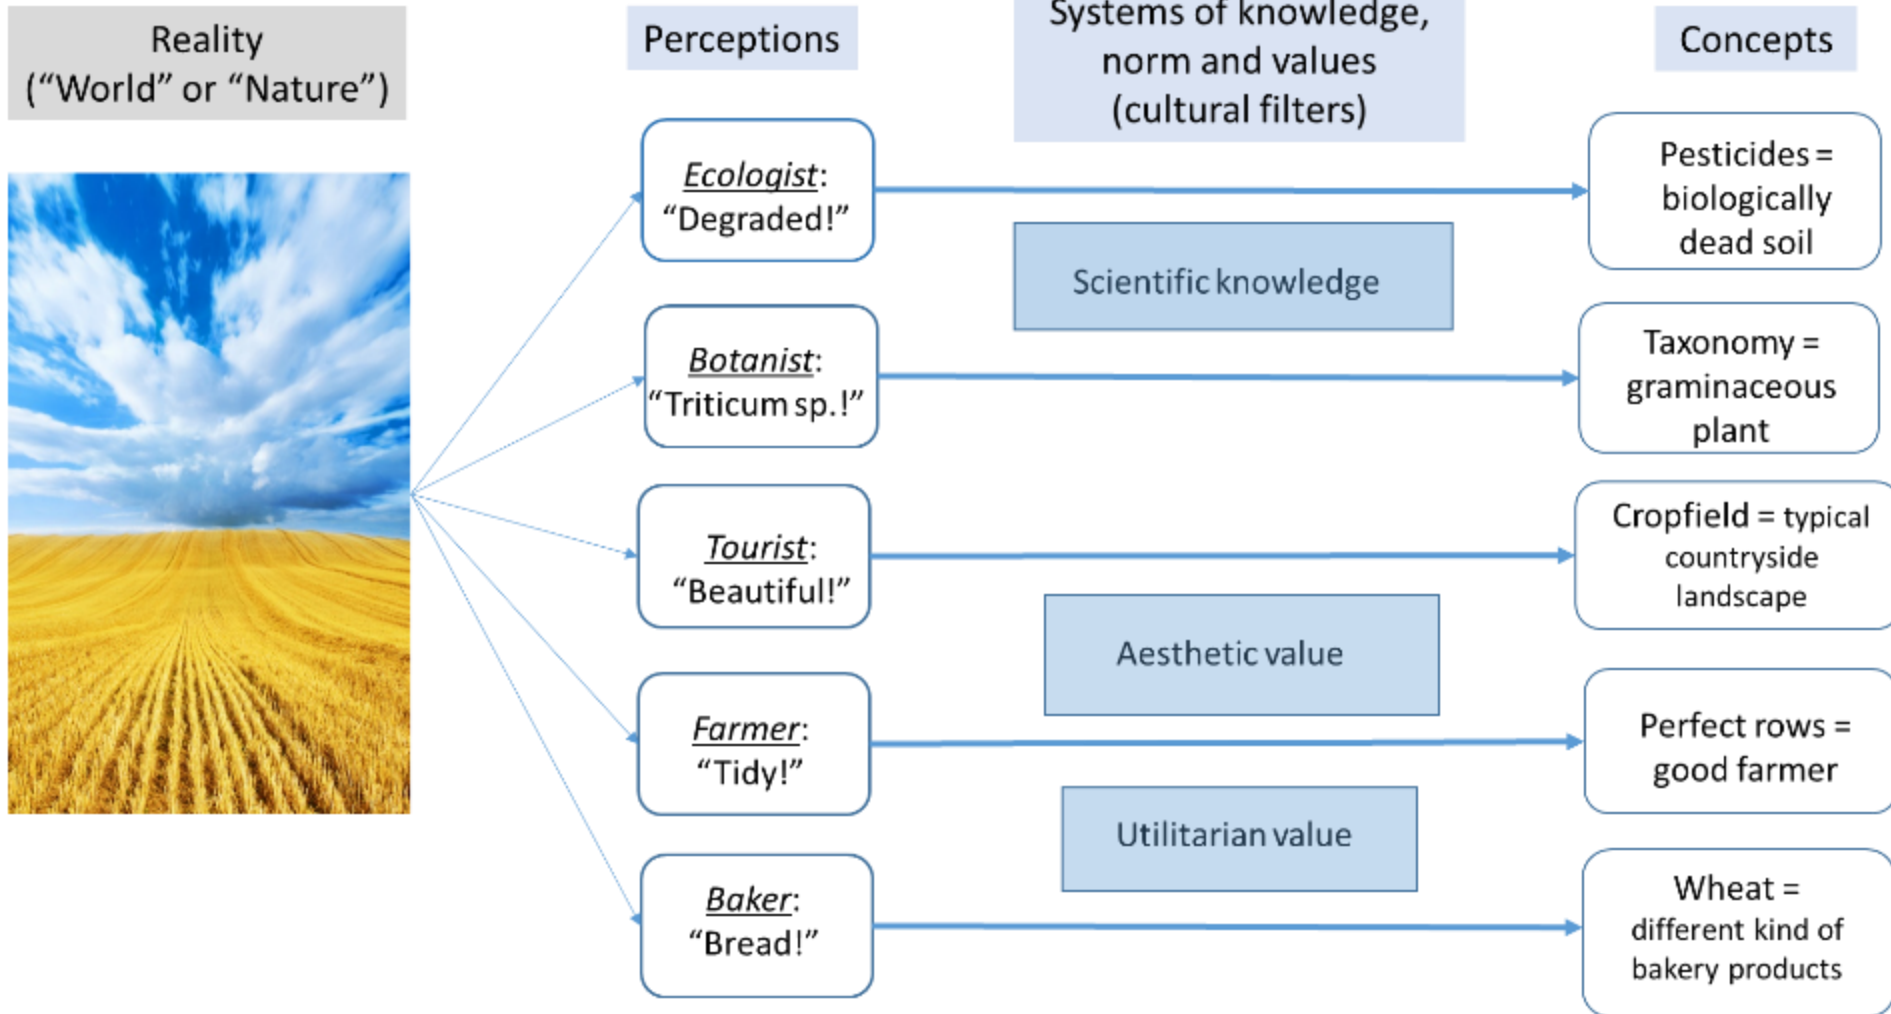 Reality
(“World” or “Nature”)
Perceptions
Systems of knowledge,
norm and values
(cultural filters)
Concepts
Ecologist:
“Degraded!”
Pesticides =
biologically
dead soil
Scientific knowledge
Botanist:
“Triticum sp.!”
Taxonomy =
graminaceous
plant
Tourist:
“Beautiful!”
Cropfield = typical
countryside
landscape
Aesthetic value
Farmer:
“Tidy!”
Perfect rows =
good farmer
Utilitarian value
Baker:
“Bread!”
Wheat =
different kind of
bakery products